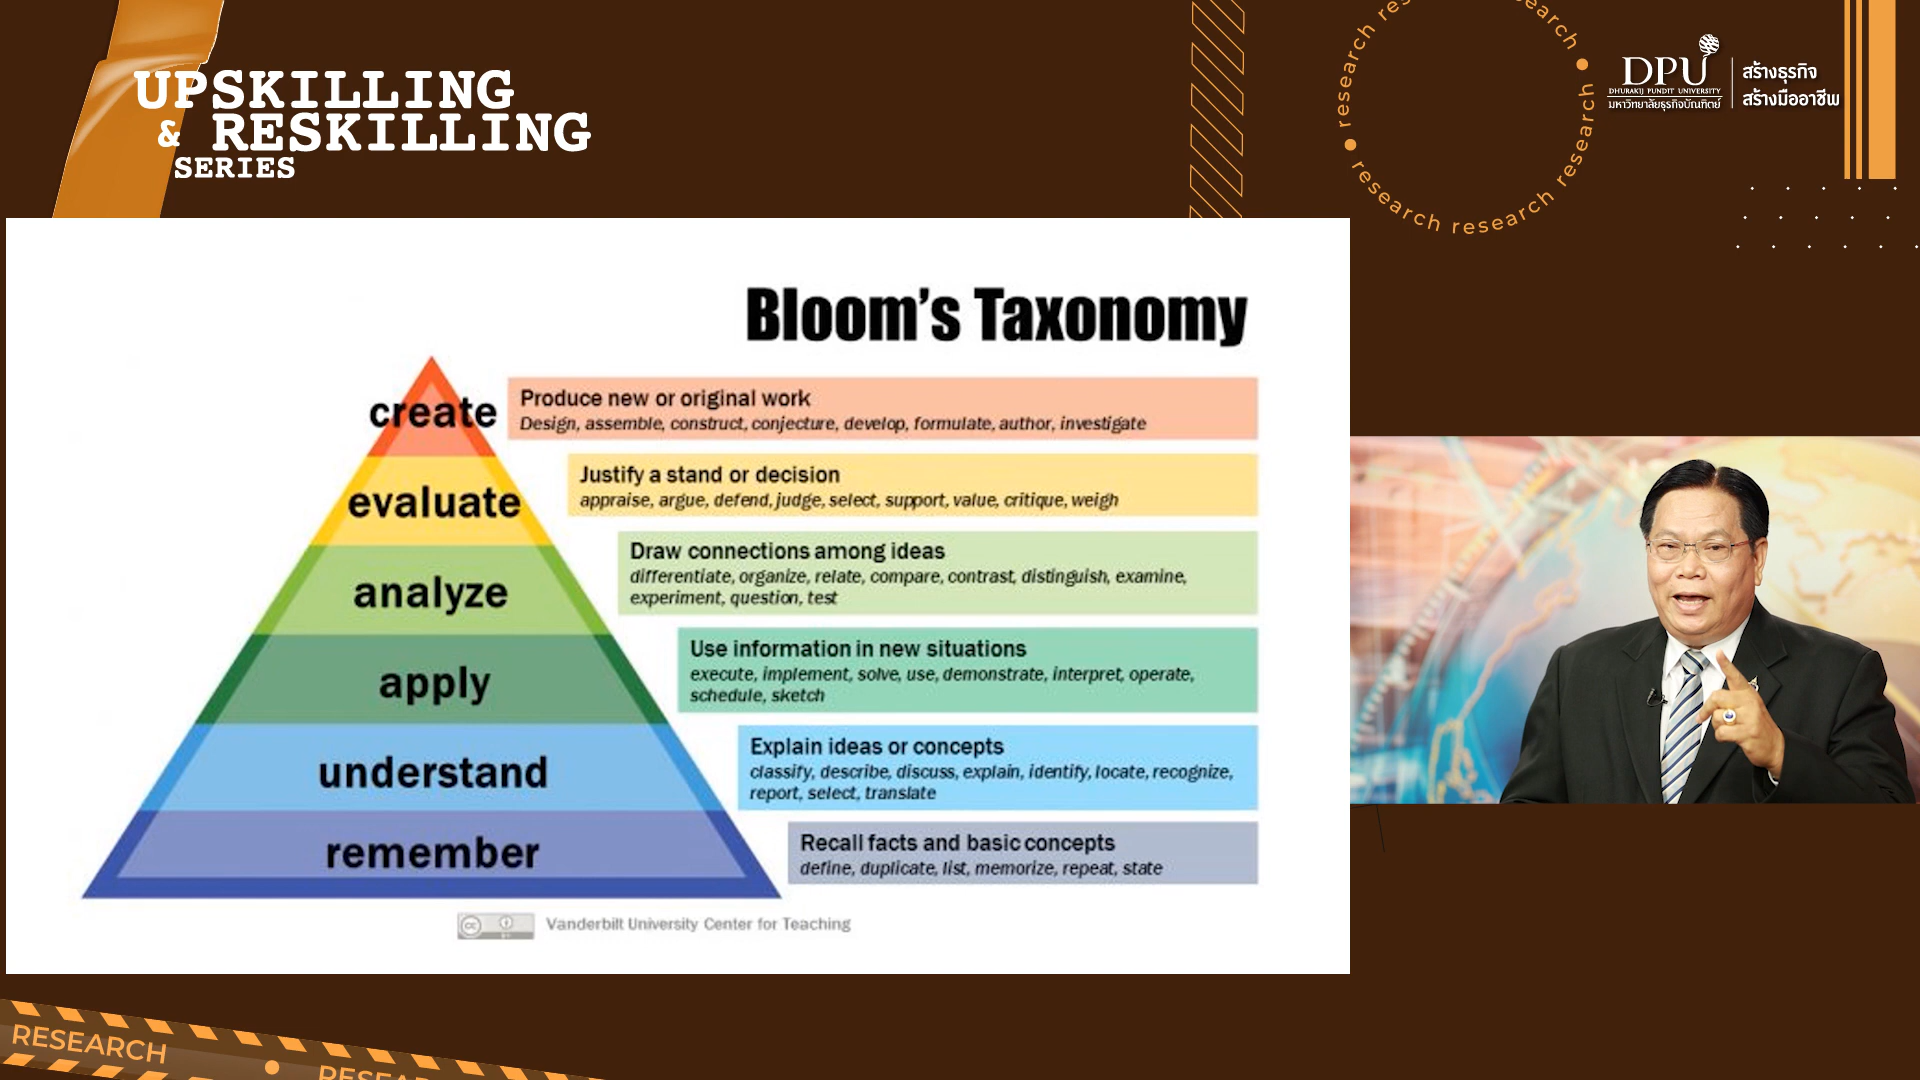 UPSKILLING
& RESKILLING
SERIES
research research research research research
DPU
DHURAKIJ PUNDIT UNIVERSITY
มหาวิทยาลัยธุรกิจบัณฑิตย์
สร้างธุรกิจ
สร้างมืออาชีพ
Bloom's Taxonomy
create
Produce new or original work
Design, assemble, construct, conjecture, develop, formulate, author, investigate
evaluate
Justify a stand or decision
appraise, argue, defend, judge, select, support, value, critique, weigh
analyze
Draw connections among ideas
differentiate, organize, relate, compare, contrast, distinguish, examine,
experiment, question, test
apply
Use information in new situations
execute, implement, solve, use, demonstrate, interpret, operate,
schedule, sketch
understand
Explain ideas or concepts
classify, describe, discuss, explain, identify, locate, recognize,
report, select, translate
remember
Recall facts and basic concepts
define, duplicate, list, memorize, repeat, state
cc
Vanderbilt University Center for Teaching
RESEARCH